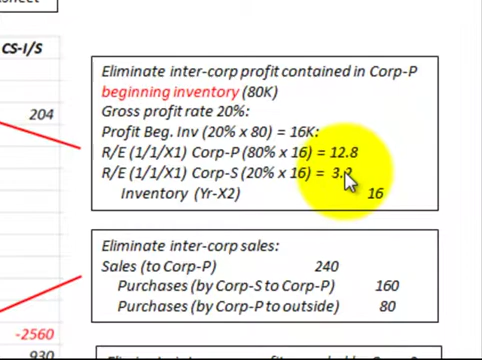 CS-I/S
204
Eliminate inter-corp profit contained in Corp-P
beginning inventory (80K)
Gross profit rate 20%:
Profit Beg. Inv (20% x 80) = 16K:
R/E (1/1/X1) Corp-P (80% x 16) = 12.8
R/E (1/1/X1) Corp-S (20% x 16) =
Inventory (Yr-X2) 16
Eliminate inter-corp sales:
Sales (to Corp-P) 240
Purchases (by Corp-S to Corp-P) 160
Purchases (by Corp-P to outside) 80
-2560
930